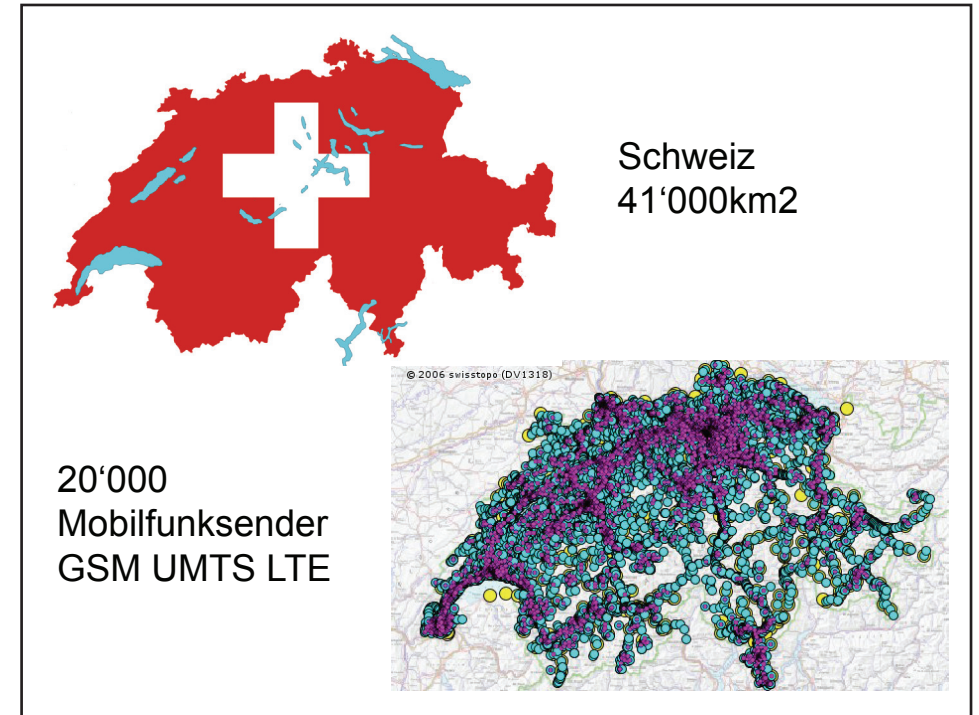 Schweiz
41‘000km2
© 2006 swisstopo (DV1318)
20‘000
Mobilfunksender
GSM UMTS LTE